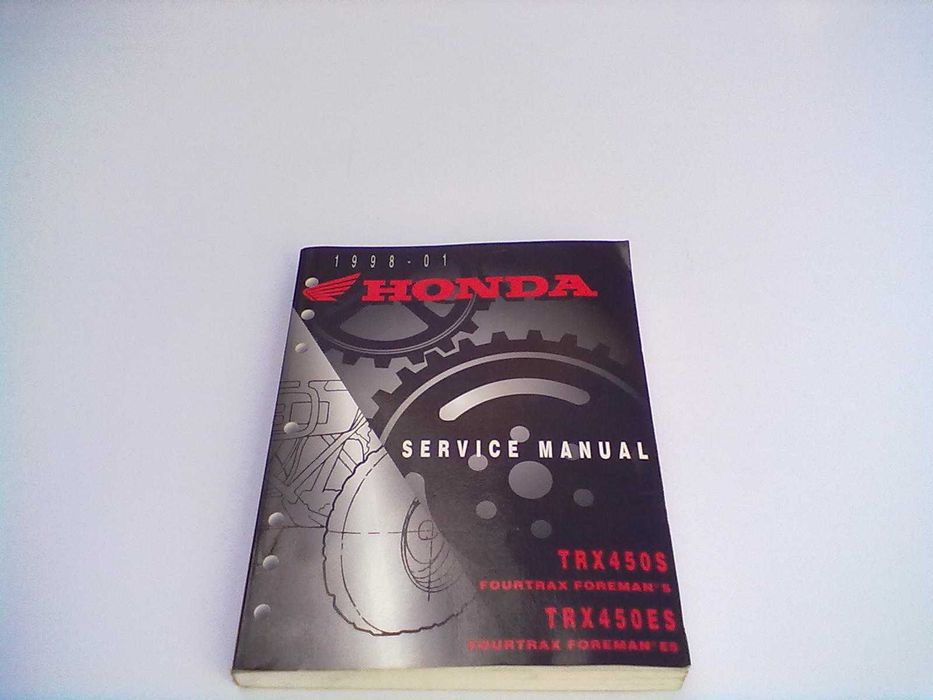 1998-01
HONDA
SERVICE MANUAL
TRX450S
FOURTRAX FOREMAN® S
TRX450ES
FOURTRAX FOREMAN® ES